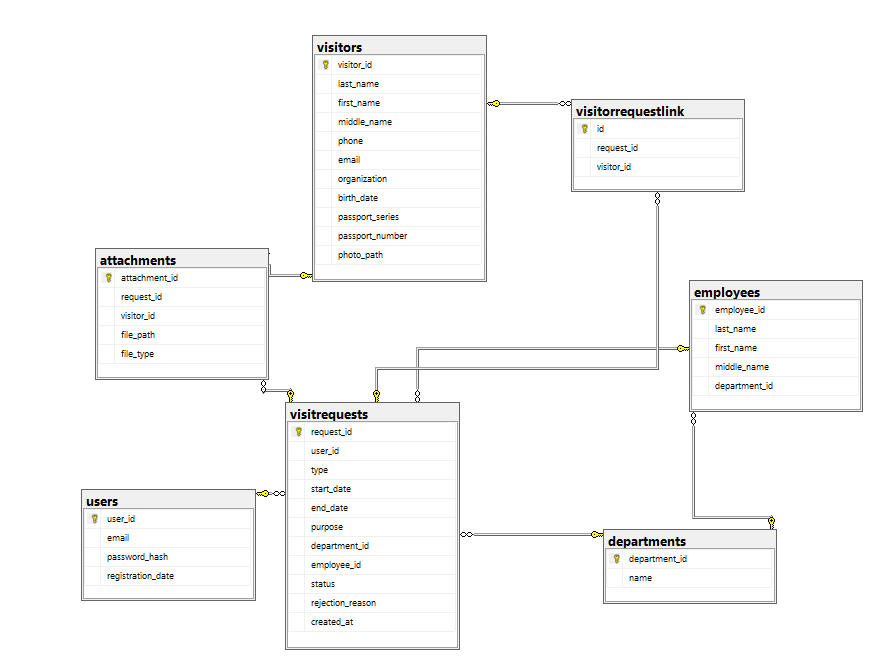 visitors
visitor_id
last_name
first_name
middle_name
phone
email
organization
birth_date
passport_series
passport_number
photo_path
visitorrequestlink
id
request_id
visitor_id
attachments
attachment_id
request_id
visitor_id
file_path
file_type
employees
employee_id
last_name
first_name
middle_name
department_id
visitrequests
request_id
user_id
type
start_date
end_date
purpose
department_id
employee_id
status
rejection_reason
created_at
users
user_id
email
password_hash
registration_date
departments
department_id
name